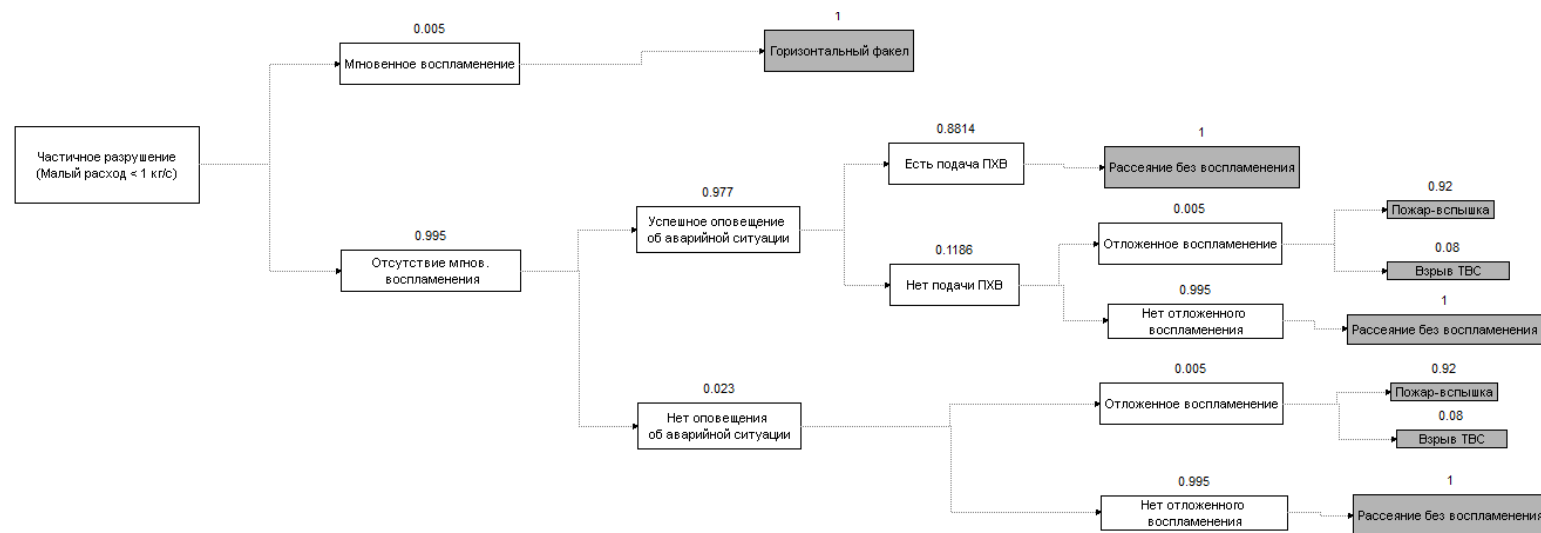 0.005
Мгновенное воспламенение
1
Горизонтальный факел
Частичное разрушение
(Малый расход < 1 кг/с)
0.995
Отсутствие мгнов.
воспламенения
0.977
Успешное оповещение
об аварийной ситуации
0.8814
Есть подача ПХВ
1
Рассеяние без воспламенения
0.1186
Нет подачи ПХВ
0.005
Отложенное воспламенение
0.92
Пожар-вспышка
0.08
Взрыв ТВС
0.995
Нет отложенного
воспламенения
1
Рассеяние без воспламенения
0.023
Нет оповещения
об аварийной ситуации
0.005
Отложенное воспламенение
0.92
Пожар-вспышка
0.08
Взрыв ТВС
0.995
Нет отложенного
воспламенения
1
Рассеяние без воспламенения